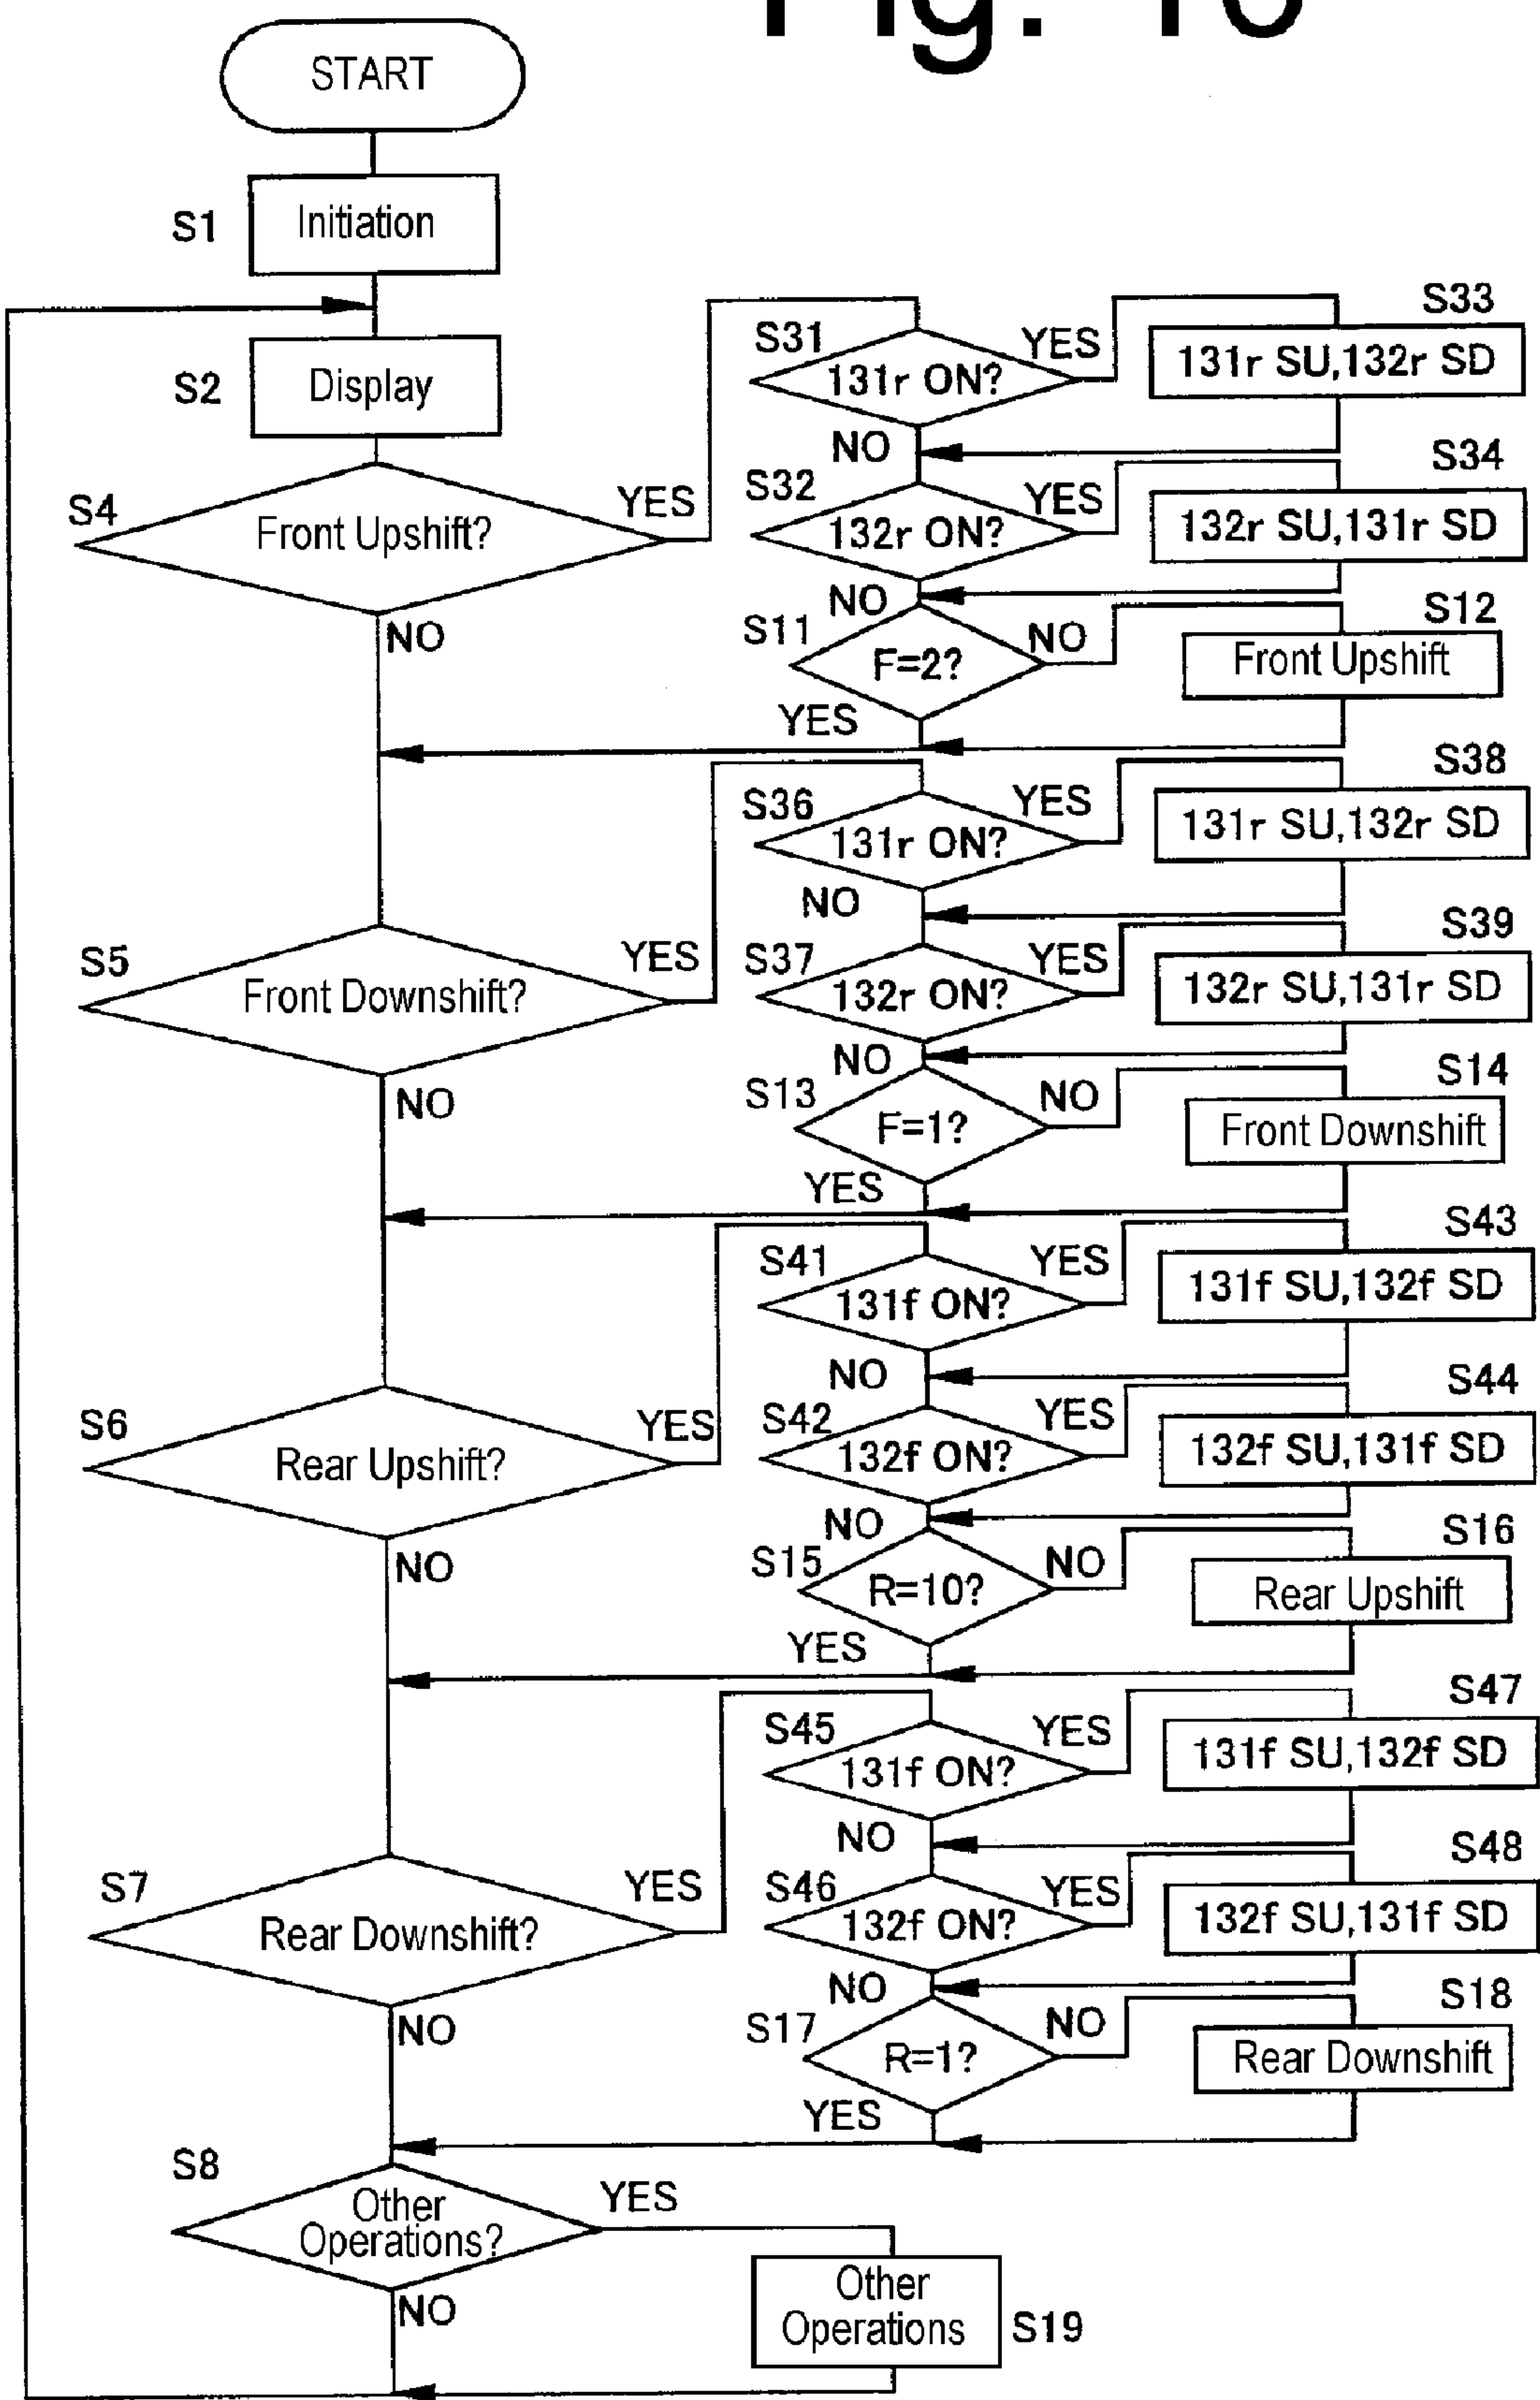 START
S1
Initiation
S2
Display
S4
Front Upshift?
YES
NO
S31
131r ON?
YES
NO
S33
131r SU,132r SD
S32
132r ON?
YES
NO
S34
132r SU,131r SD
S11
F=2?
NO
YES
S12
Front Upshift
S5
Front Downshift?
YES
NO
S36
131r ON?
YES
NO
S38
131r SU,132r SD
S37
132r ON?
YES
NO
S39
132r SU,131r SD
S13
F=1?
NO
YES
S14
Front Downshift
S6
Rear Upshift?
YES
NO
S41
131f ON?
YES
NO
S43
131f SU,132f SD
S42
132f ON?
YES
NO
S44
132f SU,131f SD
S15
R=10?
NO
YES
S16
Rear Upshift
S7
Rear Downshift?
YES
NO
S45
131f ON?
YES
NO
S47
131f SU,132f SD
S46
132f ON?
YES
NO
S48
132f SU,131f SD
S17
R=1?
NO
YES
S18
Rear Downshift
S8
Other
Operations?
YES
NO
Other
Operations
S19